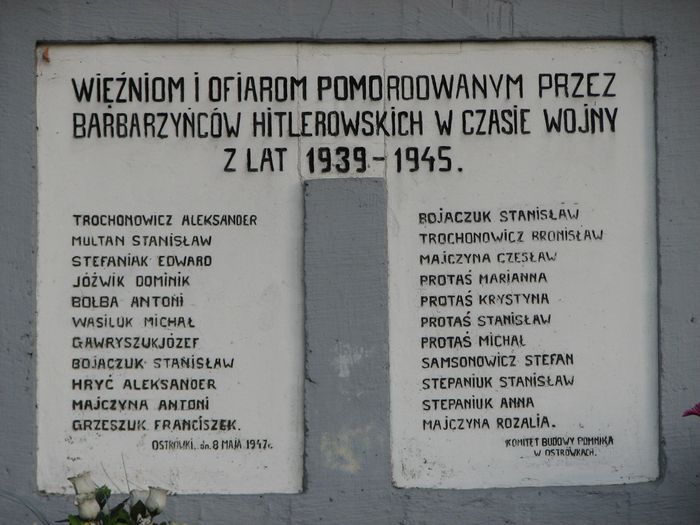 WIĘŹNIOM I OFIAROM POMORDOWANYM PRZEZ
BARBARZYŃCÓW HITLEROWSKICH W CZASIE WOJNY
Z LAT 1939-1945.
TROCHONOWICZ ALEKSANDER
MULTAN STANISŁAW
STEFANIAK EDWARD
JÓŹWIK DOMINIK
BOLBA ANTONI
WASILUK MICHAŁ
GAWRYSZUK JÓZEF
BOJACZUK STANISŁAW
HRYĆ ALEKSANDER
MAJCZYNA ANTONI
GRZESZUK FRANCISZEK.
OSTRÓWKI. dn. 8 MAJA 1947r.
BOJACZUK STANISŁAW
TROCHONOWICZ BRONISŁAW
MAJCZYNA CZESŁAW
PROTAŚ MARIANNA
PROTAŚ KRYSTYNA
PROTAŚ STANISŁAW
PROTAŚ MICHAŁ
SAMSONOWICZ STEFAN
STEPANIUK STANISŁAW
STEPANIUK ANNA
MAJCZYNA ROZALIA.
KOMITET BUDOWY POMNIKA
W OSTRÓWKACH.